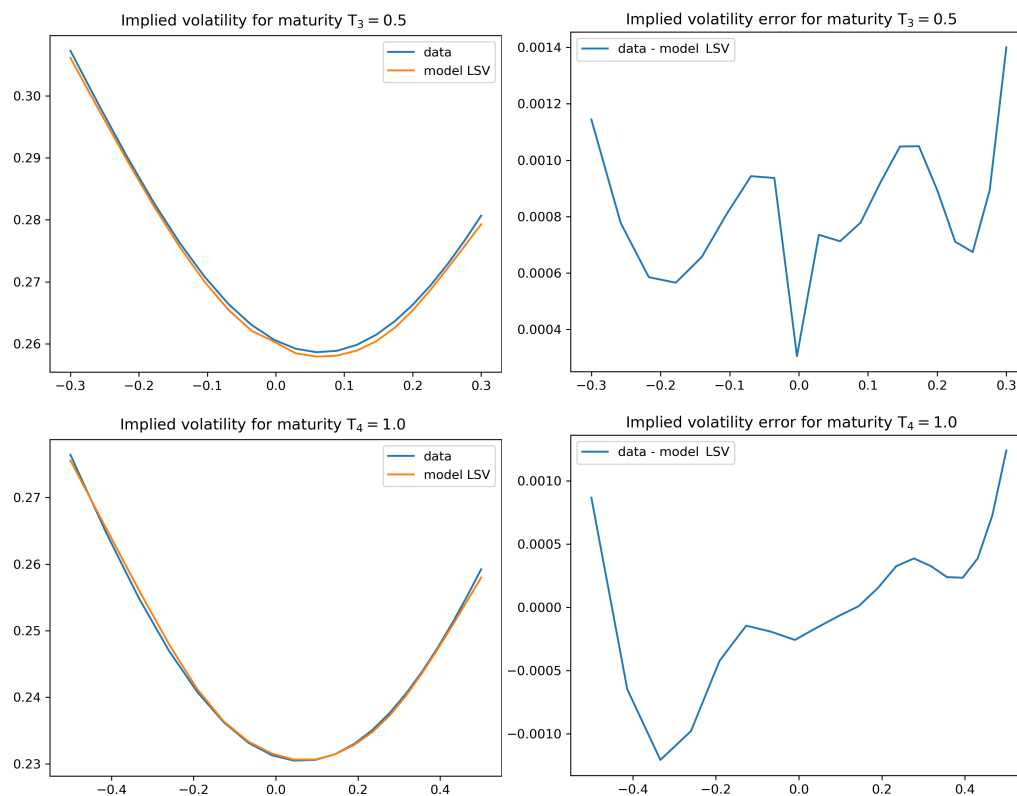 Implied volatility for maturity T₃ = 0.5
data
model LSV
0.30
0.29
0.28
0.27
0.26
−0.3 −0.2 −0.1 0.0 0.1 0.2 0.3
Implied volatility error for maturity T₃ = 0.5
data - model LSV
0.0014
0.0012
0.0010
0.0008
0.0006
0.0004
−0.3 −0.2 −0.1 0.0 0.1 0.2 0.3
Implied volatility for maturity T₄ = 1.0
data
model LSV
0.27
0.26
0.25
0.24
0.23
−0.4 −0.2 0.0 0.2 0.4
Implied volatility error for maturity T₄ = 1.0
data - model LSV
0.0010
0.0005
0.0000
−0.0005
−0.0010
−0.4 −0.2 0.0 0.2 0.4